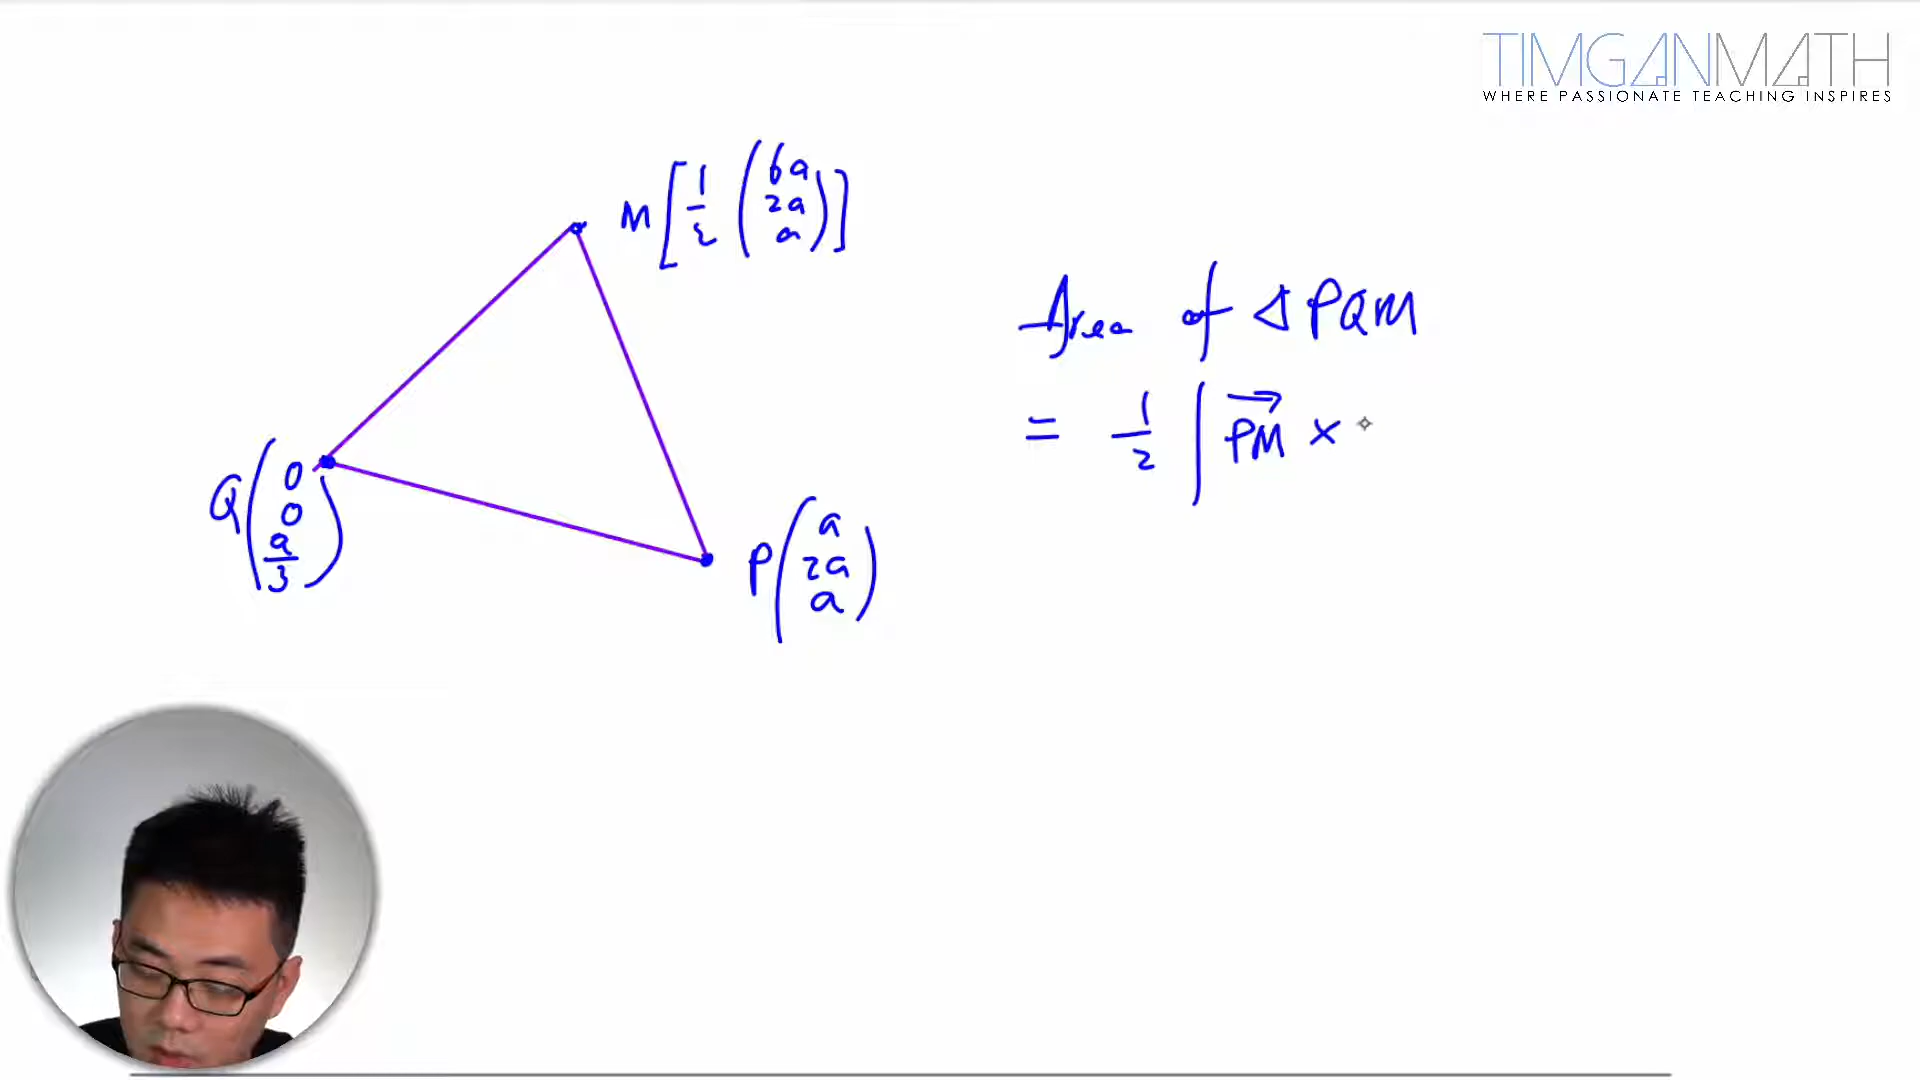 TIMGANMATH
WHERE PASSIONATE TEACHING INSPIRES
M [ 1/2 ( 6a
2a
a ) ]
Area of △ PQM
= 1/2 | PM⃗ ×
Q ( 0
0
a/3 )
P ( a
2a
a )